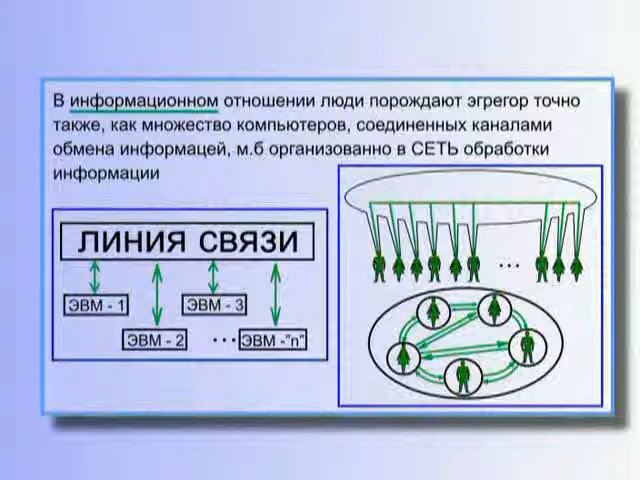 В информационном отношении люди порождают эгрегор точно
также, как множество компьютеров, соединенных каналами
обмена информацей, м.б организованно в СЕТЬ обработки
информации
ЛИНИЯ СВЯЗИ
ЭВМ - 1
ЭВМ - 3
ЭВМ - 2
...
ЭВМ -"n"
...